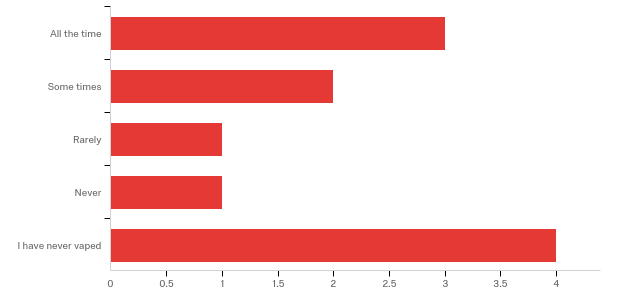 All the time
Some times
Rarely
Never
I have never vaped
0 0.5 1 1.5 2 2.5 3 3.5 4